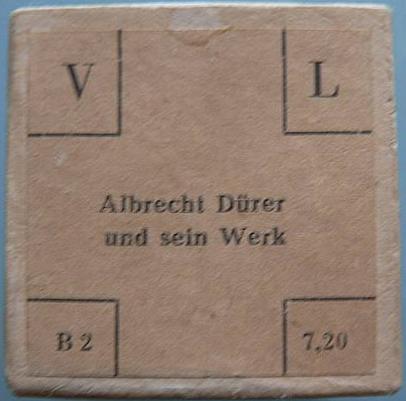 V L
Albrecht Dürer
und sein Werk
B 2 7,20